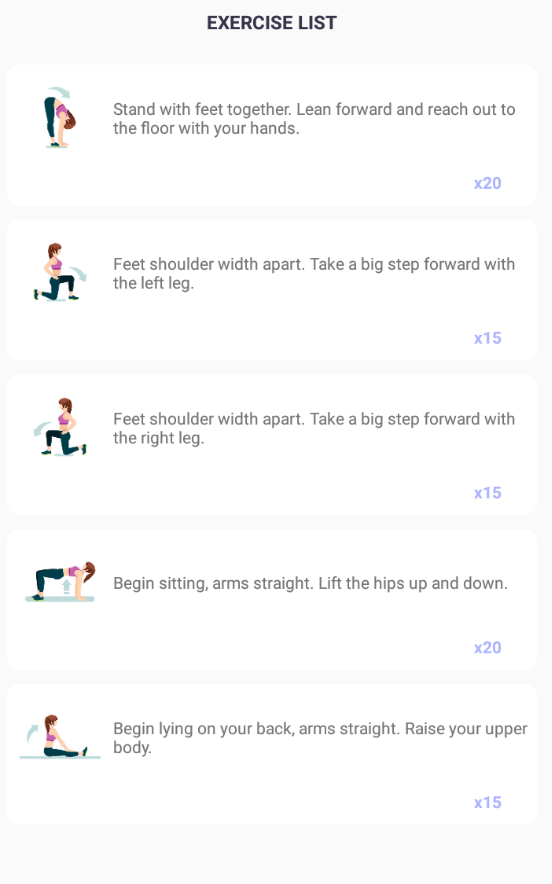 EXERCISE LIST
Stand with feet together. Lean forward and reach out to
the floor with your hands.
x20
Feet shoulder width apart. Take a big step forward with
the left leg.
x15
Feet shoulder width apart. Take a big step forward with
the right leg.
x15
Begin sitting, arms straight. Lift the hips up and down.
x20
Begin lying on your back, arms straight. Raise your upper
body.
x15